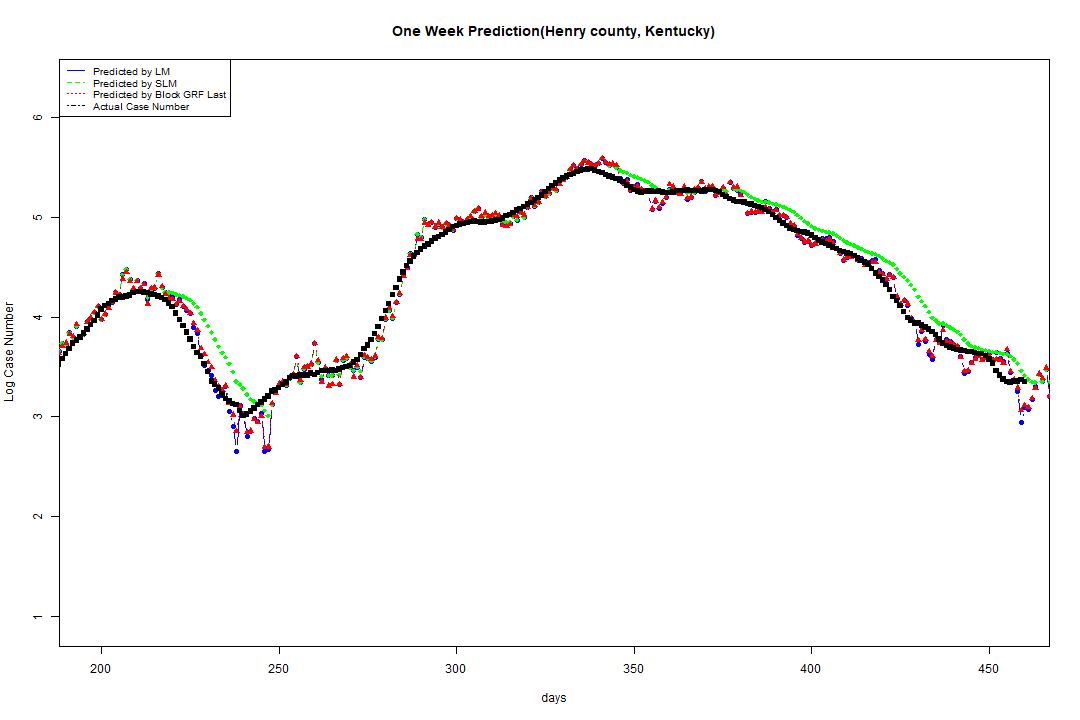 One Week Prediction(Henry county, Kentucky)
Predicted by LM
Predicted by SLM
Predicted by Block GRF Last
Actual Case Number
Log Case Number
6
5
4
3
2
1
200 250 300 350 400 450
days